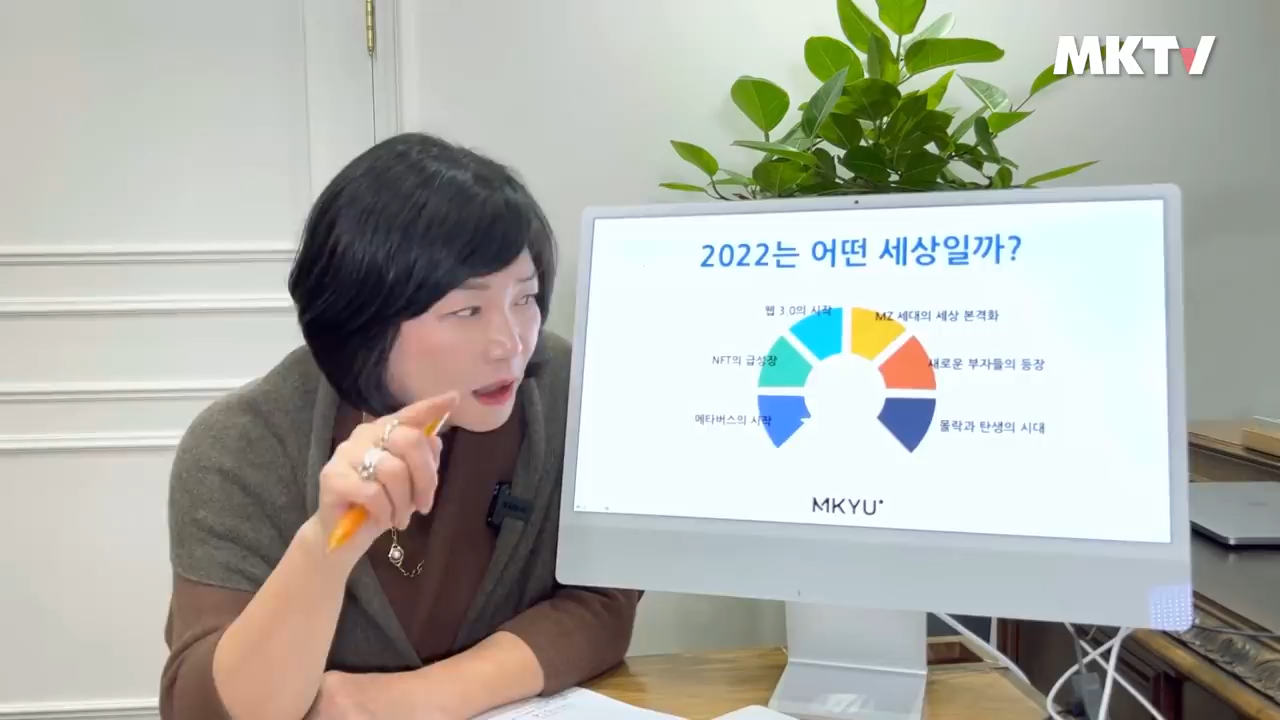 MKTV
2022는 어떤 세상일까?
웹 3.0의 시작
MZ 세대의 세상 본격화
NFT의 급성장
새로운 부자들의 등장
메타버스의 시작
몰락과 탄생의 시대
MKYU